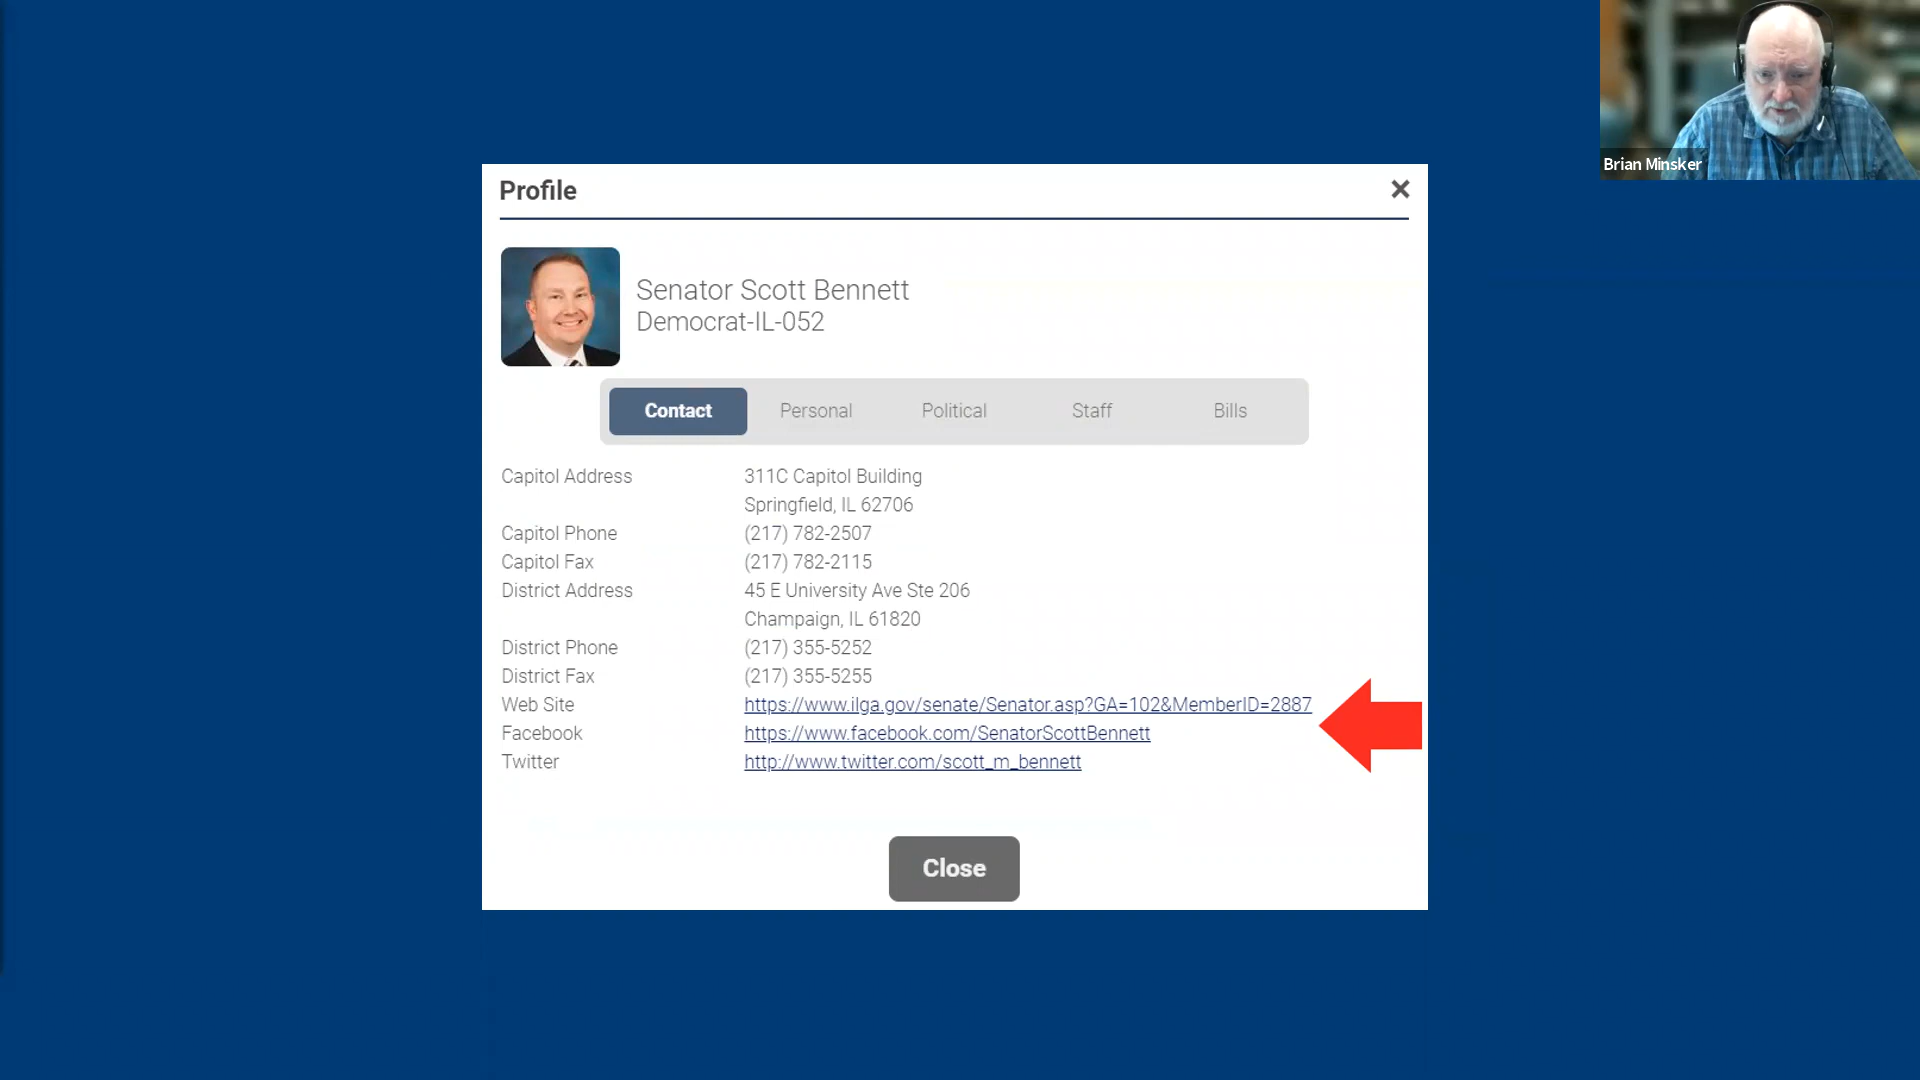 Brian Minsker
Profile
Senator Scott Bennett
Democrat-IL-052
Contact Personal Political Staff Bills
Capitol Address 311C Capitol Building
Springfield, IL 62706
Capitol Phone (217) 782-2507
Capitol Fax (217) 782-2115
District Address 45 E University Ave Ste 206
Champaign, IL 61820
District Phone (217) 355-5252
District Fax (217) 355-5255
Web Site https://www.ilga.gov/senate/Senator.asp?GA=102&MemberID=2887
Facebook https://www.facebook.com/SenatorScottBennett
Twitter http://www.twitter.com/scott_m_bennett
Close